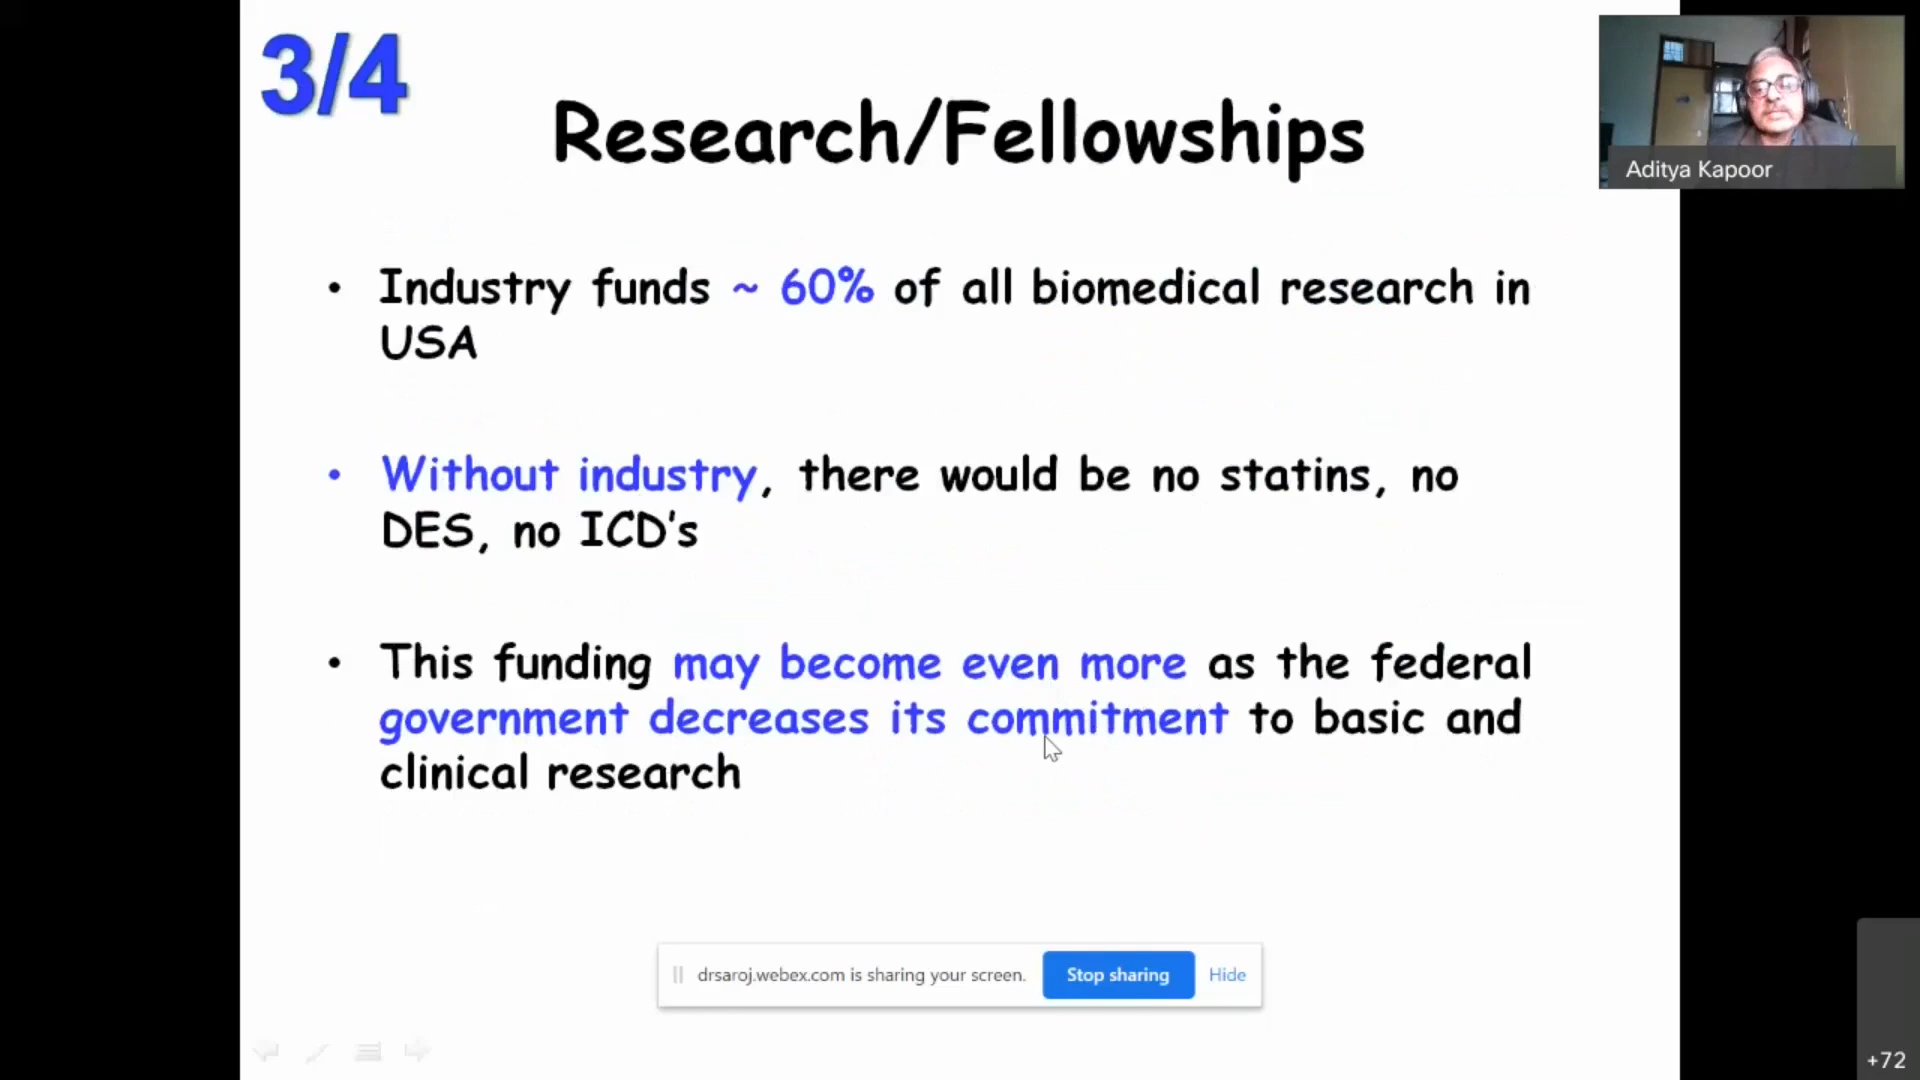 3/4
Research/Fellowships
Aditya Kapoor
• Industry funds ~ 60% of all biomedical research in
USA
• Without industry, there would be no statins, no
DES, no ICD's
• This funding may become even more as the federal
government decreases its commitment to basic and
clinical research
drsaroj.webex.com is sharing your screen. Stop sharing Hide
+72